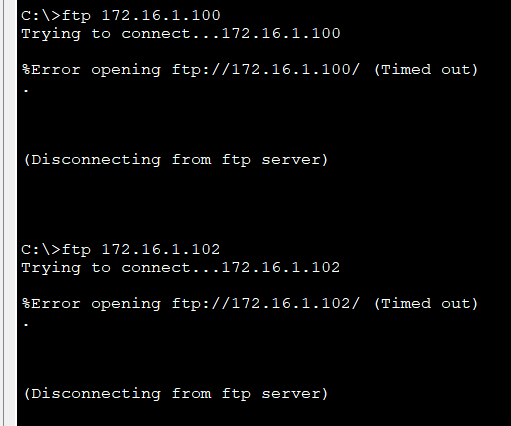 C:\>ftp 172.16.1.100
Trying to connect...172.16.1.100
%Error opening ftp://172.16.1.100/ (Timed out)
.
(Disconnecting from ftp server)
C:\>ftp 172.16.1.102
Trying to connect...172.16.1.102
%Error opening ftp://172.16.1.102/ (Timed out)
.
(Disconnecting from ftp server)